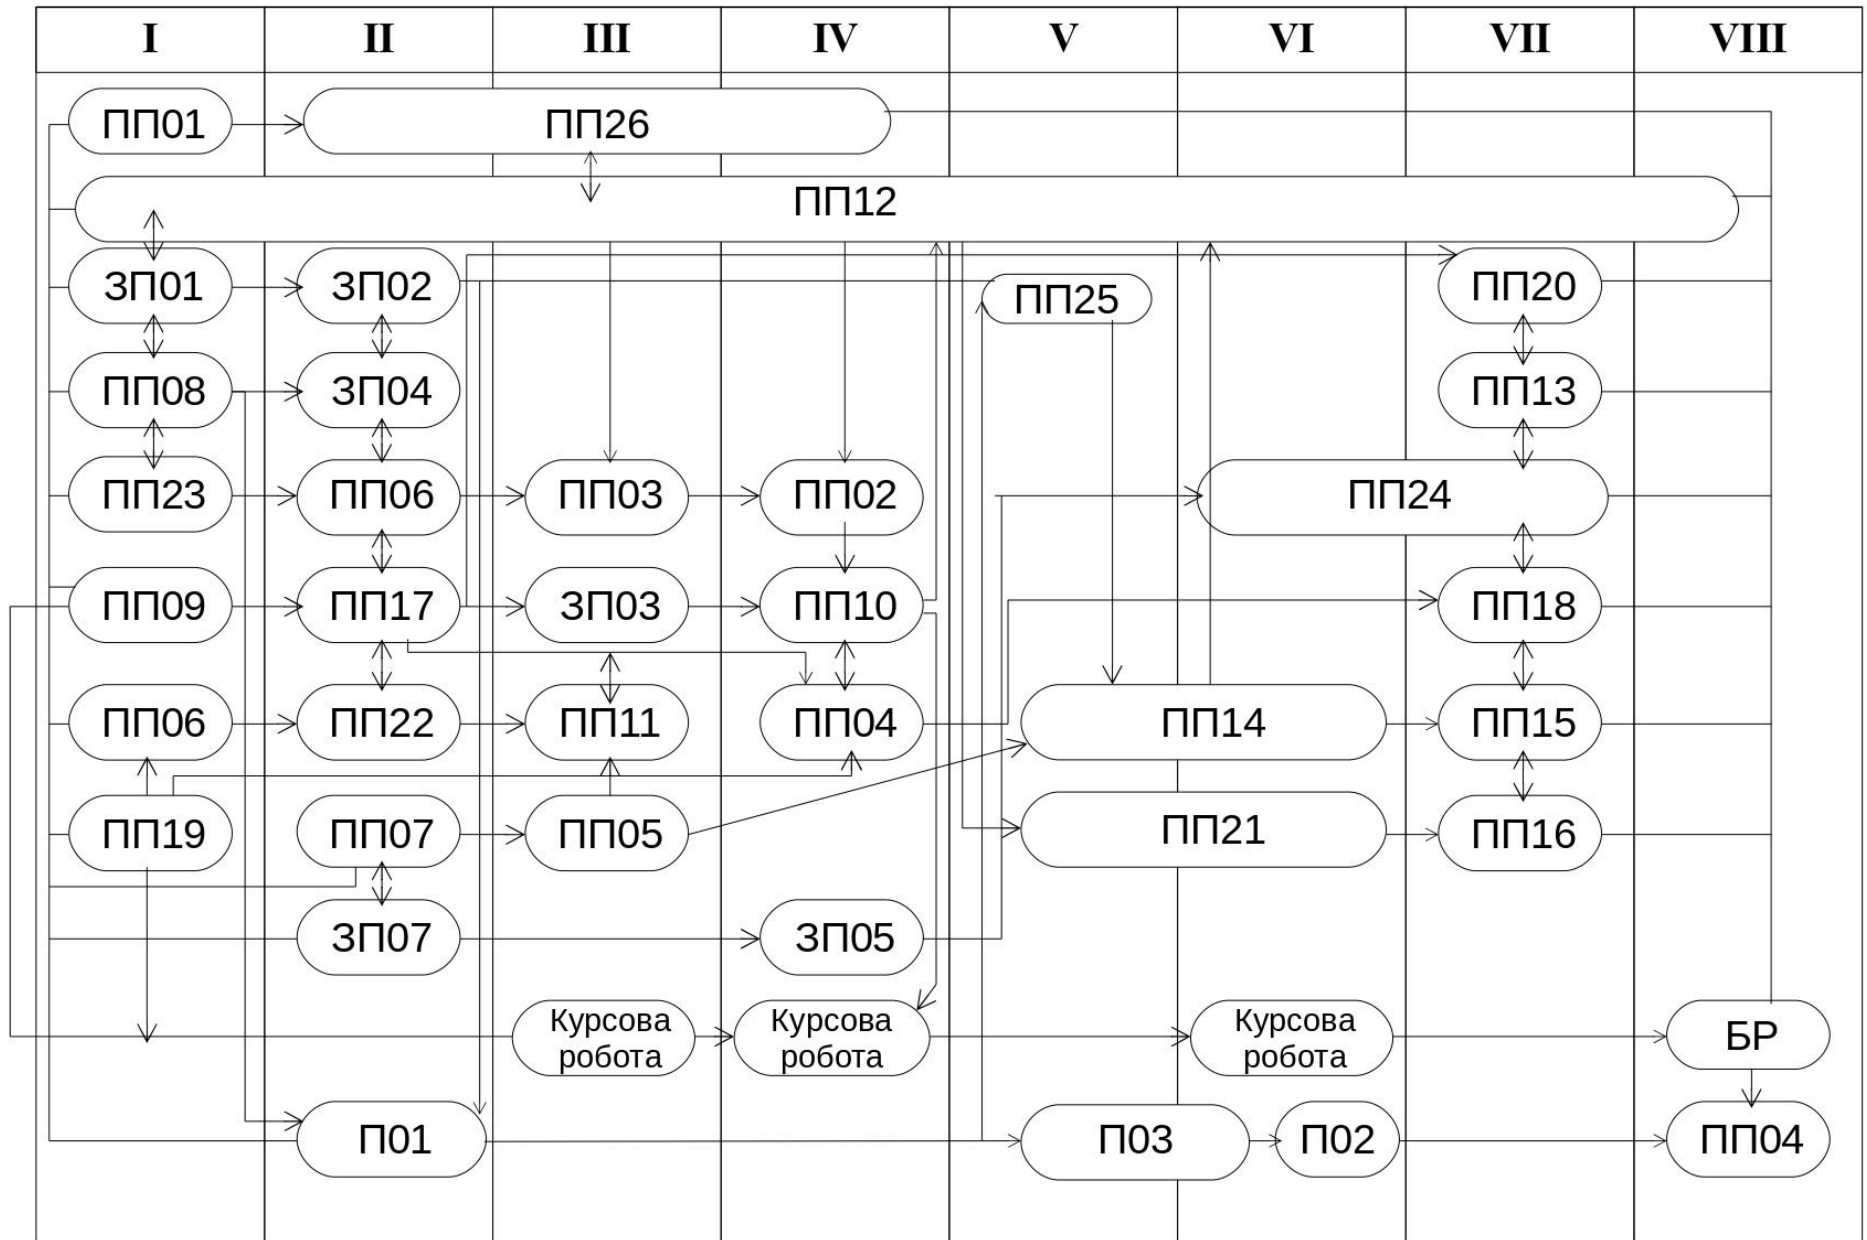 I II III IV V VI VII VIII
ПП01 ПП26
ПП12
ЗП01 ЗП02 ПП25 ПП20
ПП08 ЗП04 ПП13
ПП23 ПП06 ПП03 ПП02 ПП24
ПП09 ПП17 ЗП03 ПП10 ПП18
ПП06 ПП22 ПП11 ПП04 ПП14 ПП15
ПП19 ПП07 ПП05 ПП21 ПП16
ЗП07 ЗП05
Курсова Курсова Курсова БР
робота робота робота
П01 П03 П02 ПП04